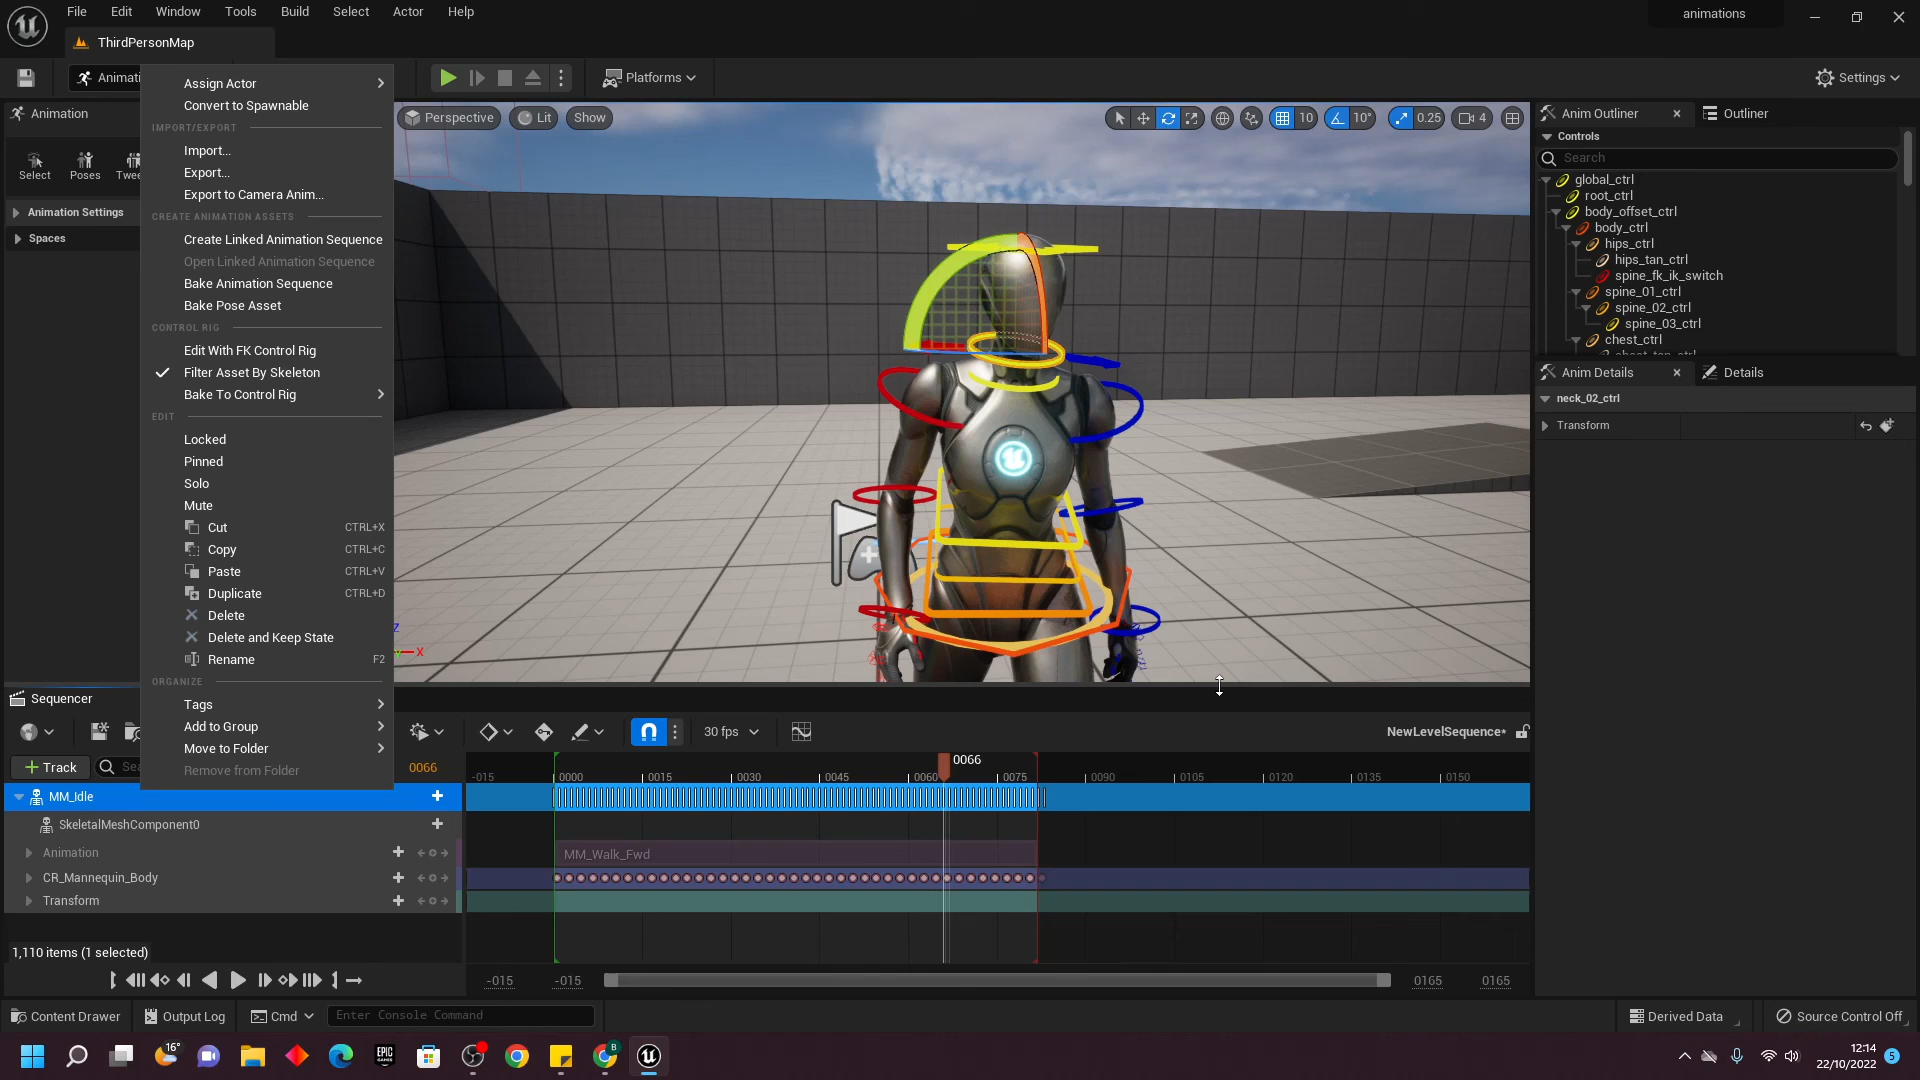 File Edit Window Tools Build Select Actor Help
animations
ThirdPersonMap
Animati
Platforms
Settings
Animation
Select Poses Twee
Animation Settings
Spaces
Assign Actor
Convert to Spawnable
IMPORT/EXPORT
Import...
Export...
Export to Camera Anim...
CREATE ANIMATION ASSETS
Create Linked Animation Sequence
Open Linked Animation Sequence
Bake Animation Sequence
Bake Pose Asset
CONTROL RIG
Edit With FK Control Rig
Filter Asset By Skeleton
Bake To Control Rig
EDIT
Locked
Pinned
Solo
Mute
Cut CTRL+X
Copy CTRL+C
Paste CTRL+V
Duplicate CTRL+D
Delete
Delete and Keep State
Rename F2
ORGANIZE
Tags
Add to Group
Move to Folder
Remove from Folder
Perspective Lit Show
10 10° 0.25 4
Z
X
Anim Outliner Outliner
Controls
Search
global_ctrl
root_ctrl
body_offset_ctrl
body_ctrl
hips_ctrl
hips_tan_ctrl
spine_fk_ik_switch
spine_01_ctrl
spine_02_ctrl
spine_03_ctrl
chest_ctrl
chest_tan_ctrl
Anim Details Details
neck_02_ctrl
Transform
Sequencer
30 fps
NewLevelSequence*
Track Sea 0066
0066
-015 0000 0015 0030 0045 0060 0075 0090 0105 0120 0135 0150
MM_Idle
SkeletalMeshComponent0
Animation
MM_Walk_Fwd
CR_Mannequin_Body
Transform
1,110 items (1 selected)
-015 -015 0165 0165
Content Drawer Output Log Cmd Enter Console Command
Derived Data Source Control Off
16°
EPIC GAMES
B
12:14
22/10/2022
5